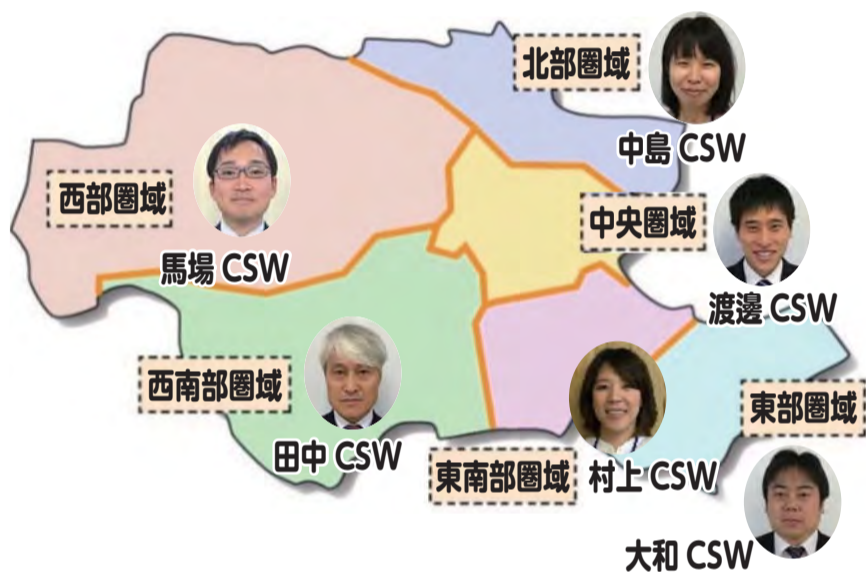 北部圏域
中島 CSW
西部圏域
馬場 CSW
中央圏域
渡邊 CSW
西南部圏域
田中 CSW
東南部圏域
村上 CSW
東部圏域
大和 CSW